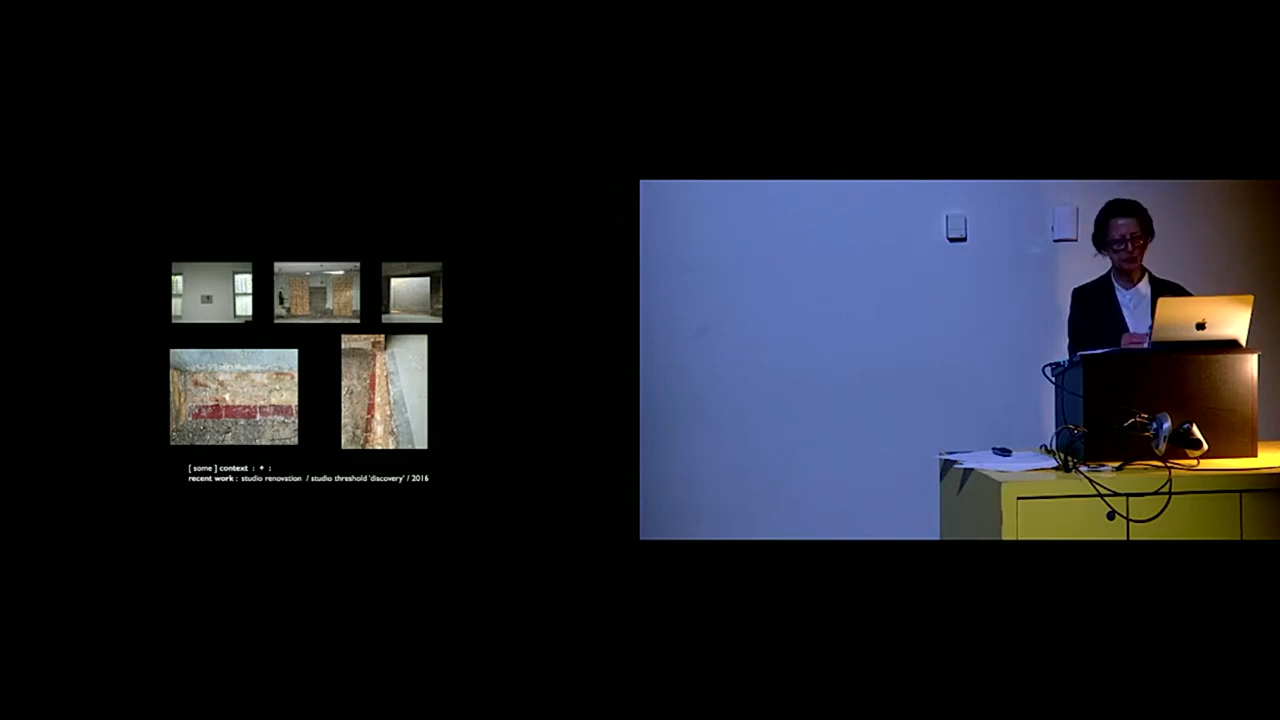 [ some ] context : + :
recent work : studio renovation / studio threshold 'discovery' / 2016